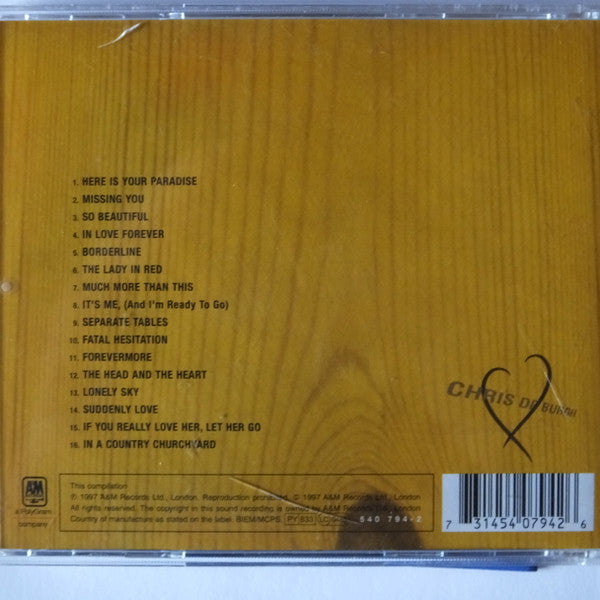 1. HERE IS YOUR PARADISE
2. MISSING YOU
3. SO BEAUTIFUL
4. IN LOVE FOREVER
5. BORDERLINE
6. THE LADY IN RED
7. MUCH MORE THAN THIS
8. IT'S ME, (And I'm Ready To Go)
9. SEPARATE TABLES
10. FATAL HESITATION
11. FOREVERMORE
12. THE HEAD AND THE HEART
13. LONELY SKY
14. SUDDENLY LOVE
15. IF YOU REALLY LOVE HER, LET HER GO
16. IN A COUNTRY CHURCHYARD
CHRIS DE BURGH
A&M
a PolyGram
company
This compilation
℗ 1997 A&M Records Ltd., London. Reproduction prohibited. © 1997 A&M Records Ltd., London
All rights reserved. The copyright in this sound recording is owned by A&M Records Ltd., London
Country of manufacture as stated on the label. BIEM/MCPS PY 833 540 794-2
7 31454 07942 6